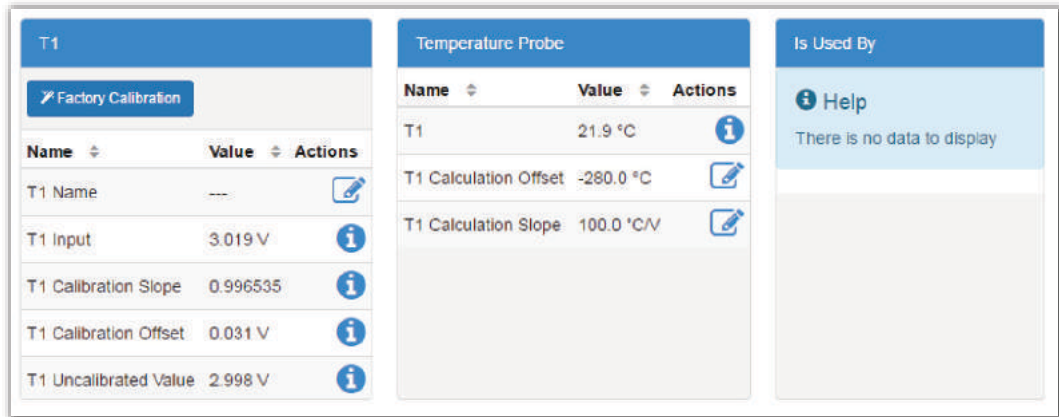 T1
Factory Calibration
Name Value Actions
T1 Name ---
T1 Input 3.019 V
T1 Calibration Slope 0.996535
T1 Calibration Offset 0.031 V
T1 Uncalibrated Value 2.998 V
Temperature Probe
Name Value Actions
T1 21.9 °C
T1 Calculation Offset -280.0 °C
T1 Calculation Slope 100.0 °C/V
Is Used By
Help
There is no data to display